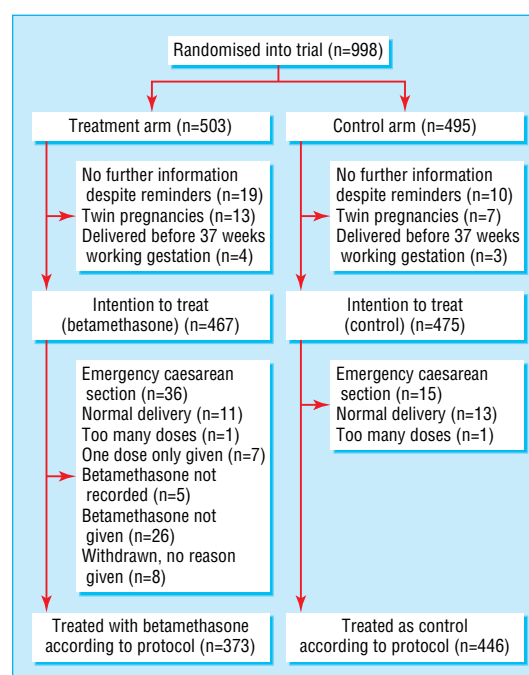 Randomised into trial (n=998)
Treatment arm (n=503)
Control arm (n=495)
No further information
despite reminders (n=19)
Twin pregnancies (n=13)
Delivered before 37 weeks
working gestation (n=4)
No further information
despite reminders (n=10)
Twin pregnancies (n=7)
Delivered before 37 weeks
working gestation (n=3)
Intention to treat
(betamethasone) (n=467)
Intention to treat
(control) (n=475)
Emergency caesarean
section (n=36)
Normal delivery (n=11)
Too many doses (n=1)
One dose only given (n=7)
Betamethasone not
recorded (n=5)
Betamethasone not
given (n=26)
Withdrawn, no reason
given (n=8)
Emergency caesarean
section (n=15)
Normal delivery (n=13)
Too many doses (n=1)
Treated with betamethasone
according to protocol (n=373)
Treated as control
according to protocol (n=446)